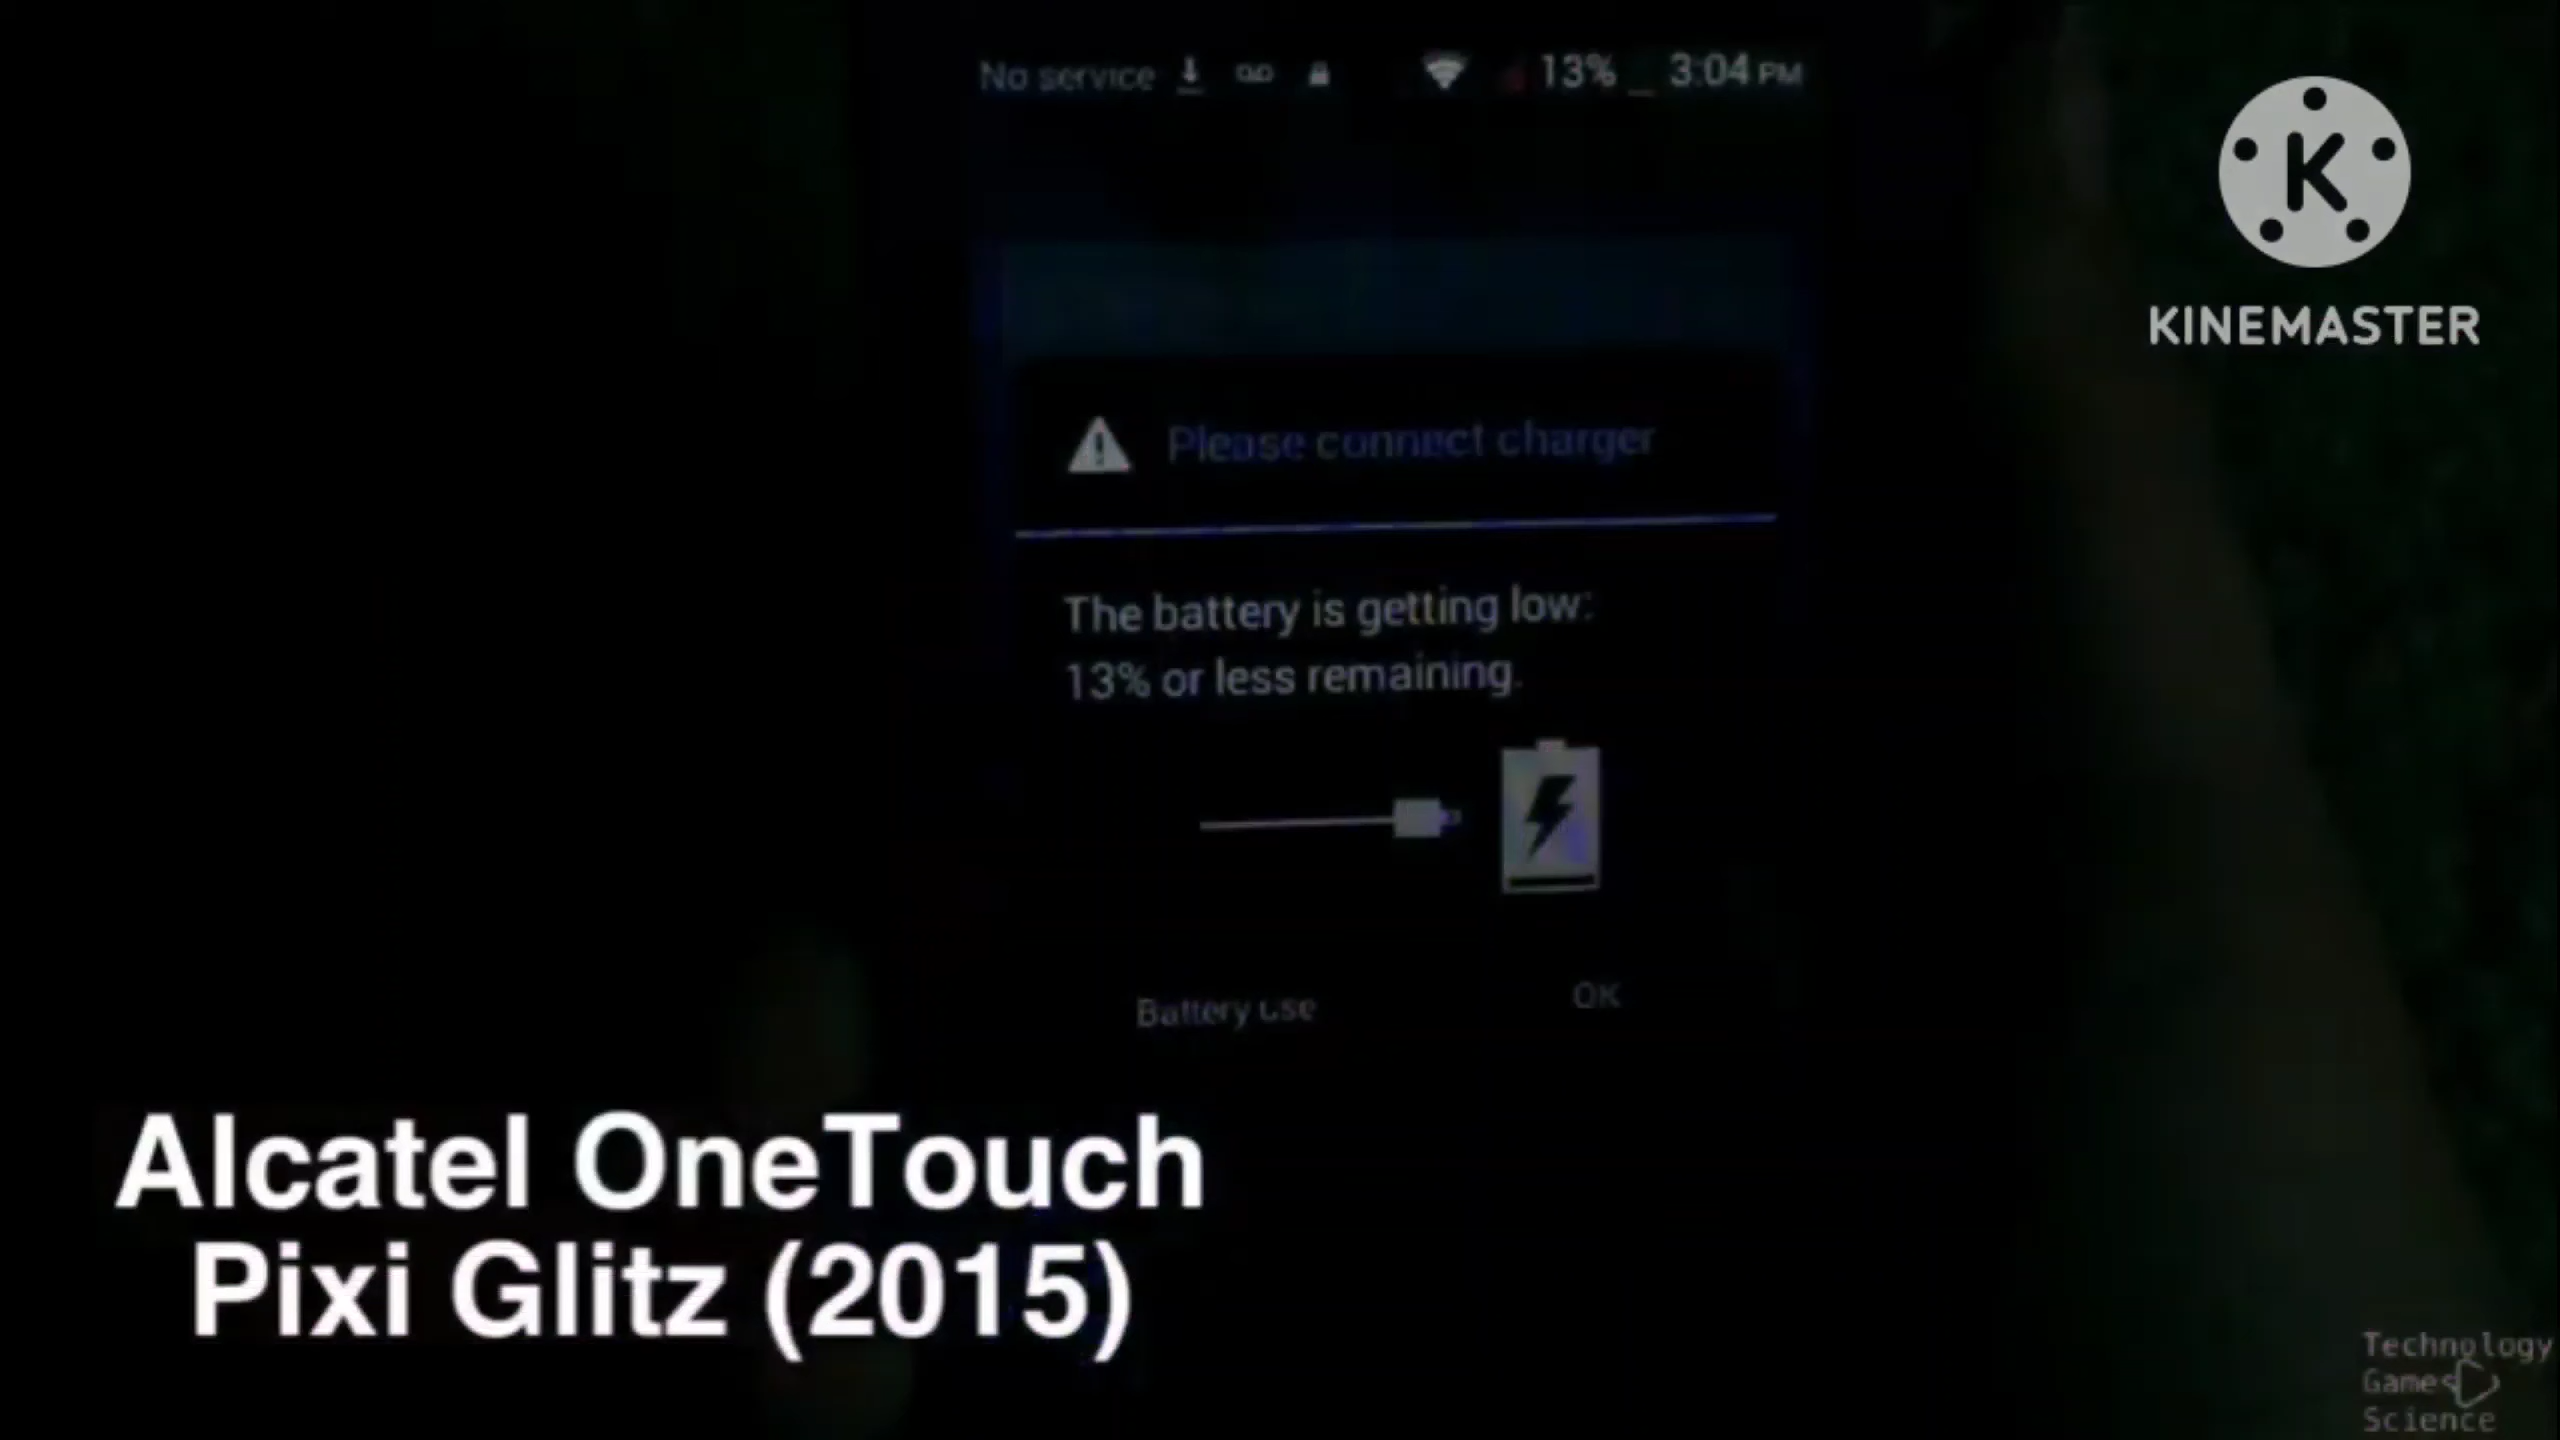 No service 13% 3:04 PM
K
KINEMASTER
Please connect charger
The battery is getting low:
13% or less remaining.
Battery use OK
Alcatel OneTouch
Pixi Glitz (2015)
Technology
Games
Science